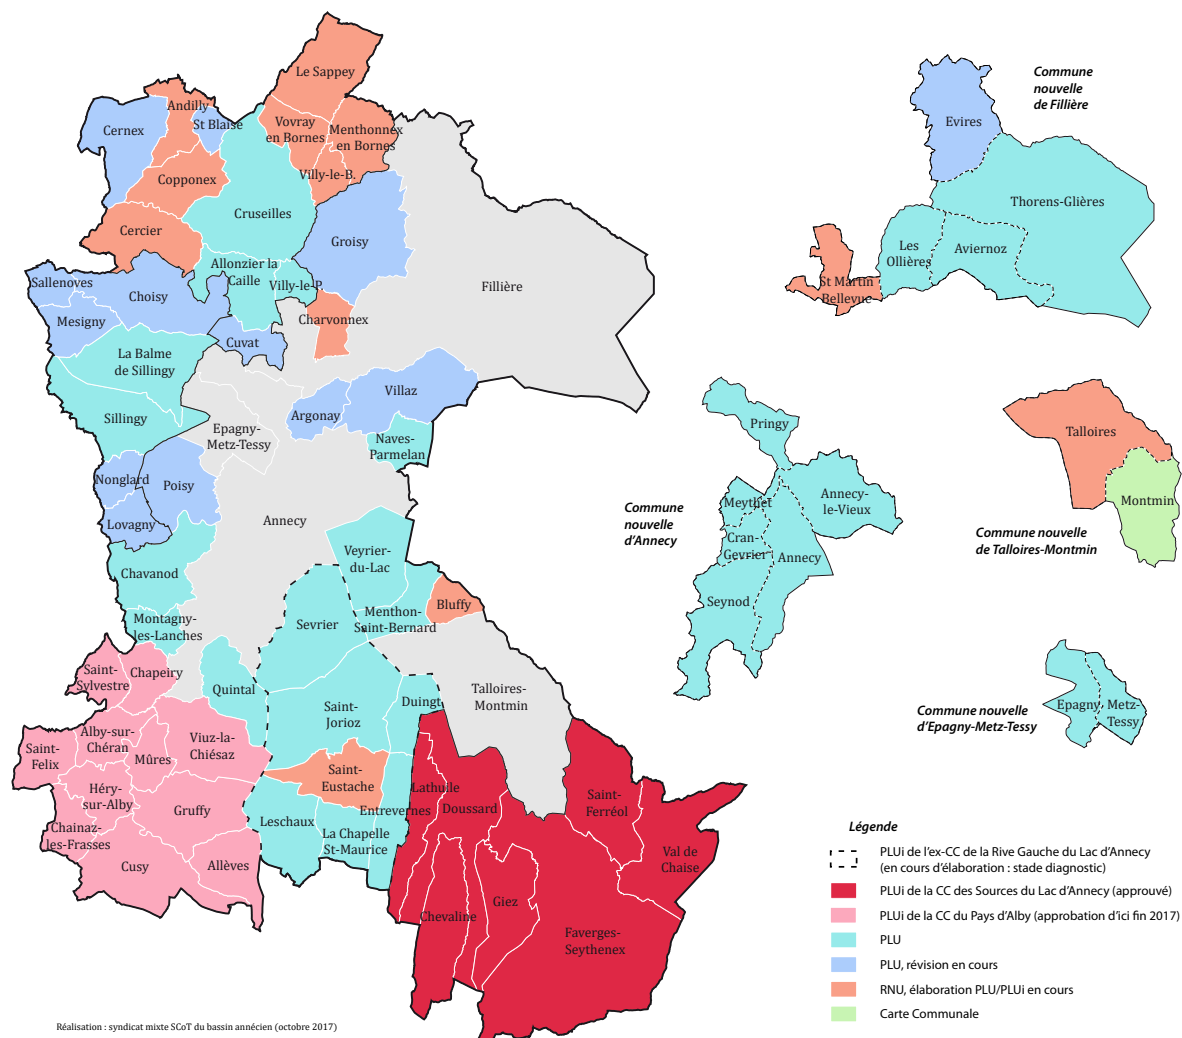 Le Sappey
Andilly
Cernex
St Blaise
Vovray
en Bornes
Menthonnex
en Bornes
Villy-le-B.
Copponex
Cruseilles
Cercier
Groisy
Allonzier la
Caille
Villy-le-P.
Sallenoves
Choisy
Fillière
Mesigny
Charvonnex
Cuvat
La Balme
de Sillingy
Villaz
Argonay
Sillingy
Epagny-
Metz-Tessy
Naves-
Parmelan
Nonglard
Poisy
Lovagny
Annecy
Veyrier-
du-Lac
Chavanod
Bluffy
Menthon-
Saint-Bernard
Sevrier
Montagny-
les-Lanches
Saint-
Sylvestre
Chapeiry
Quintal
Talloires-
Montmin
Duingt
Saint-
Jorioz
Alby-sur-
Chéran
Viuz-la-
Chiésaz
Saint-
Felix
Mûres
Saint-
Eustache
Héry-
sur-Alby
Gruffy
Lathuile
Doussard
Saint-
Ferréol
Entrevernes
Leschaux
Chainaz-
les-Frasses
La Chapelle
St-Maurice
Val de
Chaise
Cusy
Allèves
Giez
Chevaline
Faverges-
Seythenex
Commune
nouvelle
de Fillière
Evires
Thorens-Glières
Les
Ollières
Aviernoz
St Martin
Bellevue
Commune
nouvelle
d'Annecy
Pringy
Meythet
Annecy-
le-Vieux
Cran-
Gevrier
Annecy
Seynod
Talloires
Montmin
Commune nouvelle
de Talloires-Montmin
Commune nouvelle
d'Epagny-Metz-Tessy
Epagny
Metz-
Tessy
Légende
PLUi de l'ex-CC de la Rive Gauche du Lac d'Annecy
(en cours d'élaboration : stade diagnostic)
PLUi de la CC des Sources du Lac d'Annecy (approuvé)
PLUi de la CC du Pays d'Alby (approbation d'ici fin 2017)
PLU
PLU, révision en cours
RNU, élaboration PLU/PLUi en cours
Carte Communale
Réalisation : syndicat mixte SCoT du bassin annécien (octobre 2017)